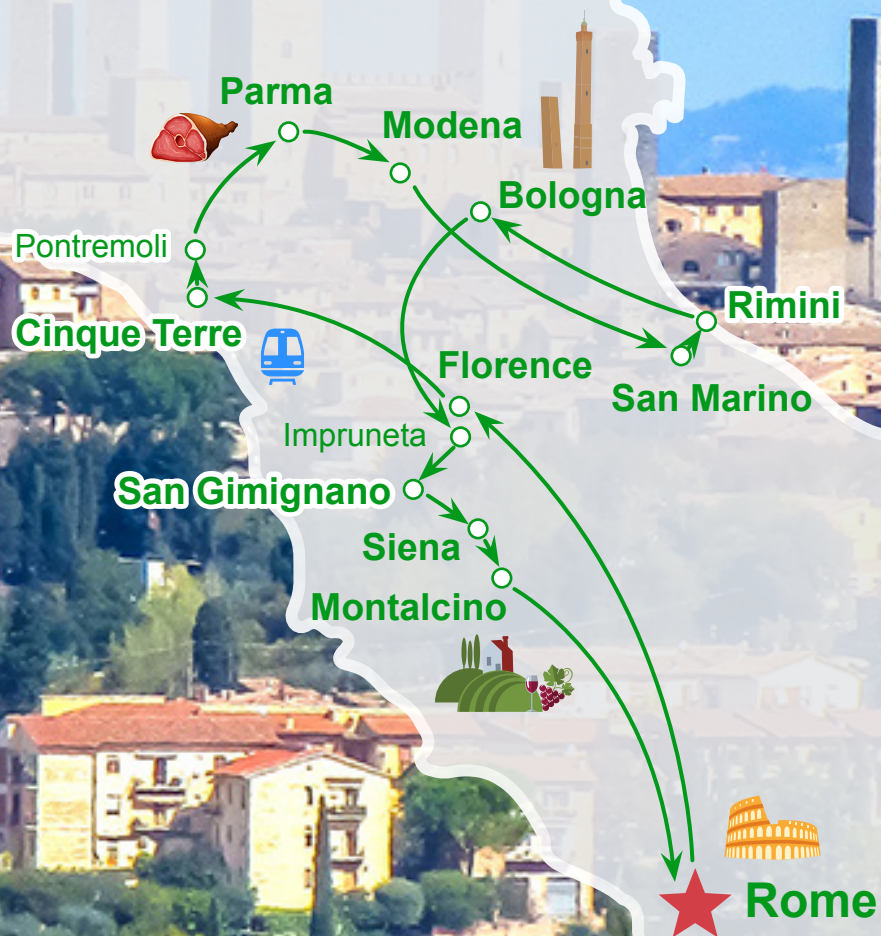 Parma
Modena
Bologna
Pontremoli
Rimini
Cinque Terre
Florence
San Marino
Impruneta
San Gimignano
Siena
Montalcino
Rome